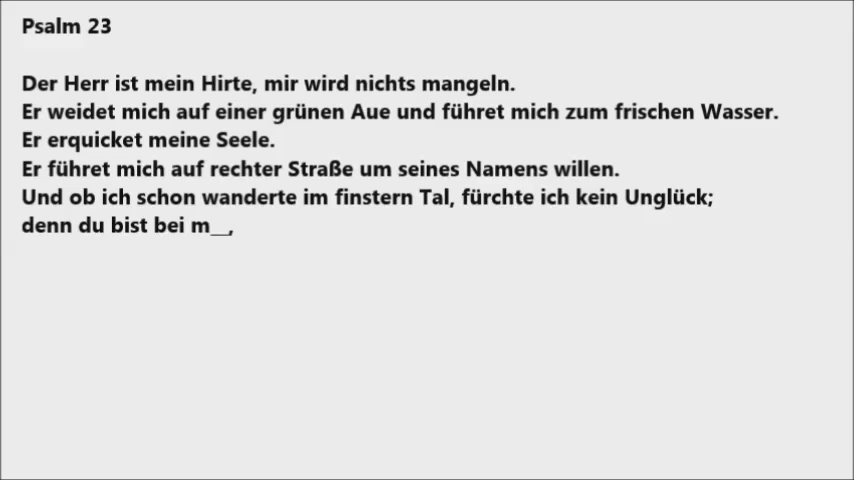 Psalm 23
Der Herr ist mein Hirte, mir wird nichts mangeln.
Er weidet mich auf einer grünen Aue und führet mich zum frischen Wasser.
Er erquicket meine Seele.
Er führet mich auf rechter Straße um seines Namens willen.
Und ob ich schon wanderte im finstern Tal, fürchte ich kein Unglück;
denn du bist bei m__,